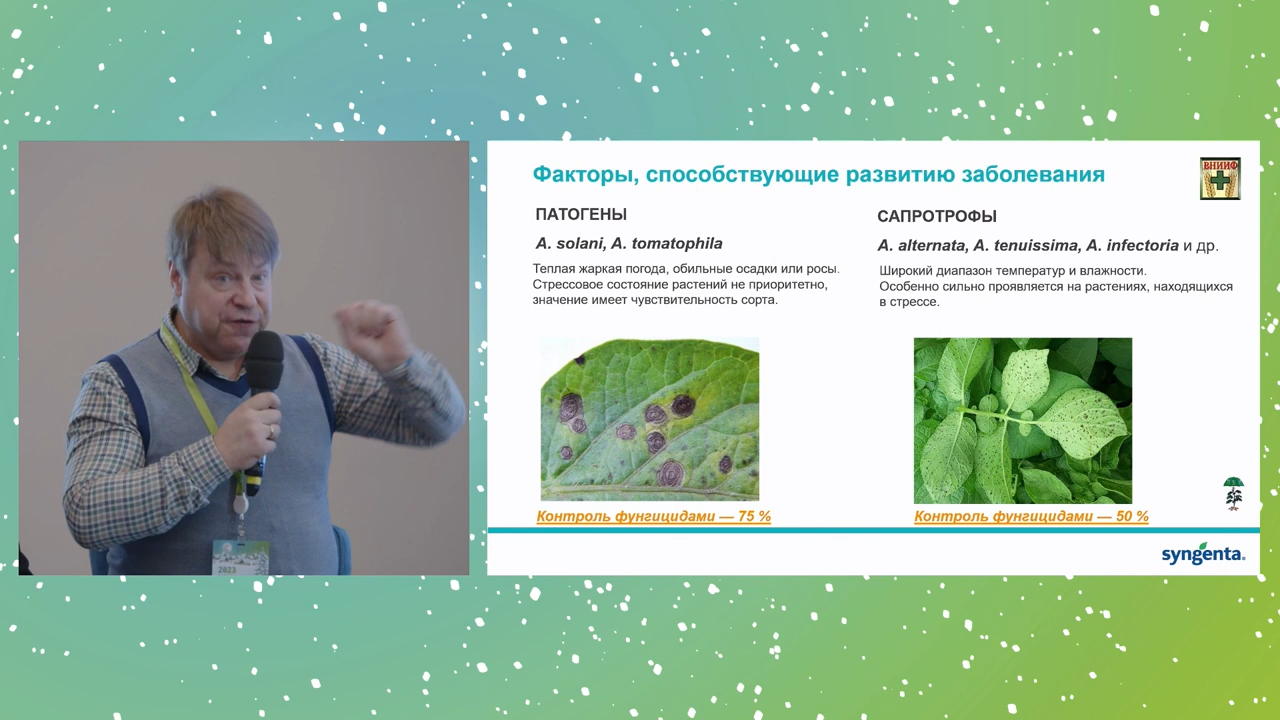 Факторы, способствующие развитию заболевания
ВНИИФ
ПАТОГЕНЫ
A. solani, A. tomatophila
Теплая жаркая погода, обильные осадки или росы.
Стрессовое состояние растений не приоритетно,
значение имеет чувствительность сорта.
Контроль фунгицидами — 75 %
САПРОТРОФЫ
A. alternata, A. tenuissima, A. infectoria и др.
Широкий диапазон температур и влажности.
Особенно сильно проявляется на растениях, находящихся
в стрессе.
Контроль фунгицидами — 50 %
syngenta.
2023